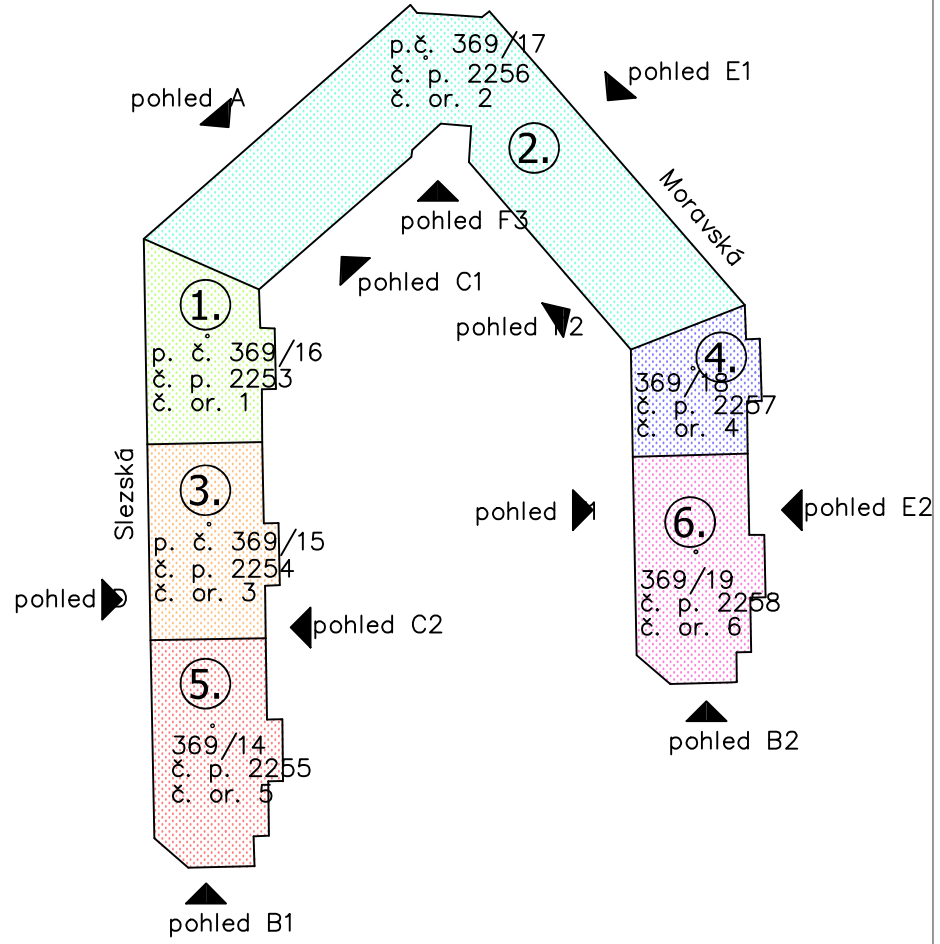 p.č. 369/17
č. p. 2256
č. or. 2
pohled E1
pohled A
2.
Moravská
pohled F3
pohled C1
1.
pohled F2
p. č. 369/16
č. p. 2253
č. or. 1
4.
369/18
č. p. 2257
č. or. 4
Slezská
3.
p. č. 369/15
č. p. 2254
č. or. 3
pohled
6.
pohled E2
369/19
č. p. 2258
č. or. 6
pohled D
pohled C2
5.
369/14
č. p. 2255
č. or. 5
pohled B2
pohled B1